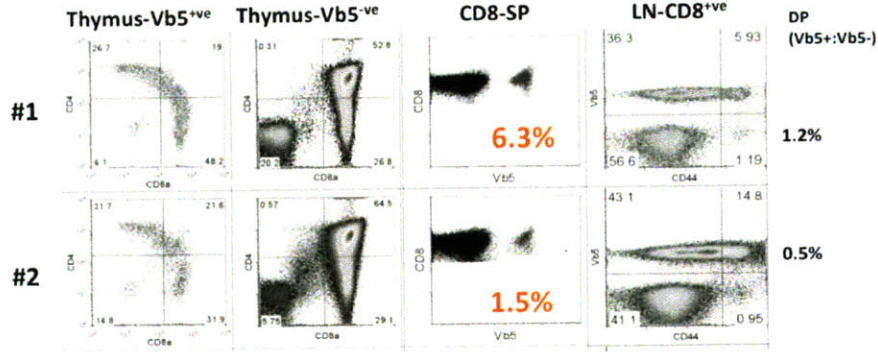 Thymus-Vb5+ve Thymus-Vb5-ve CD8-SP LN-CD8+ve DP
(Vb5+:Vb5-)
#1
26.7 19
CD4
6.1 48.2
CD8a
0.31 52.8
CD4
20.2 26.8
CD8a
CD8
6.3%
Vb5
36.3 5.93
Vb5
56.6 1.19
CD44
1.2%
#2
31.7 21.6
CD4
14.8 31.9
CD8a
0.57 64.5
CD4
5.75 29.1
CD8a
CD8
1.5%
Vb5
43.1 14.8
Vb5
41.1 0.95
CD44
0.5%